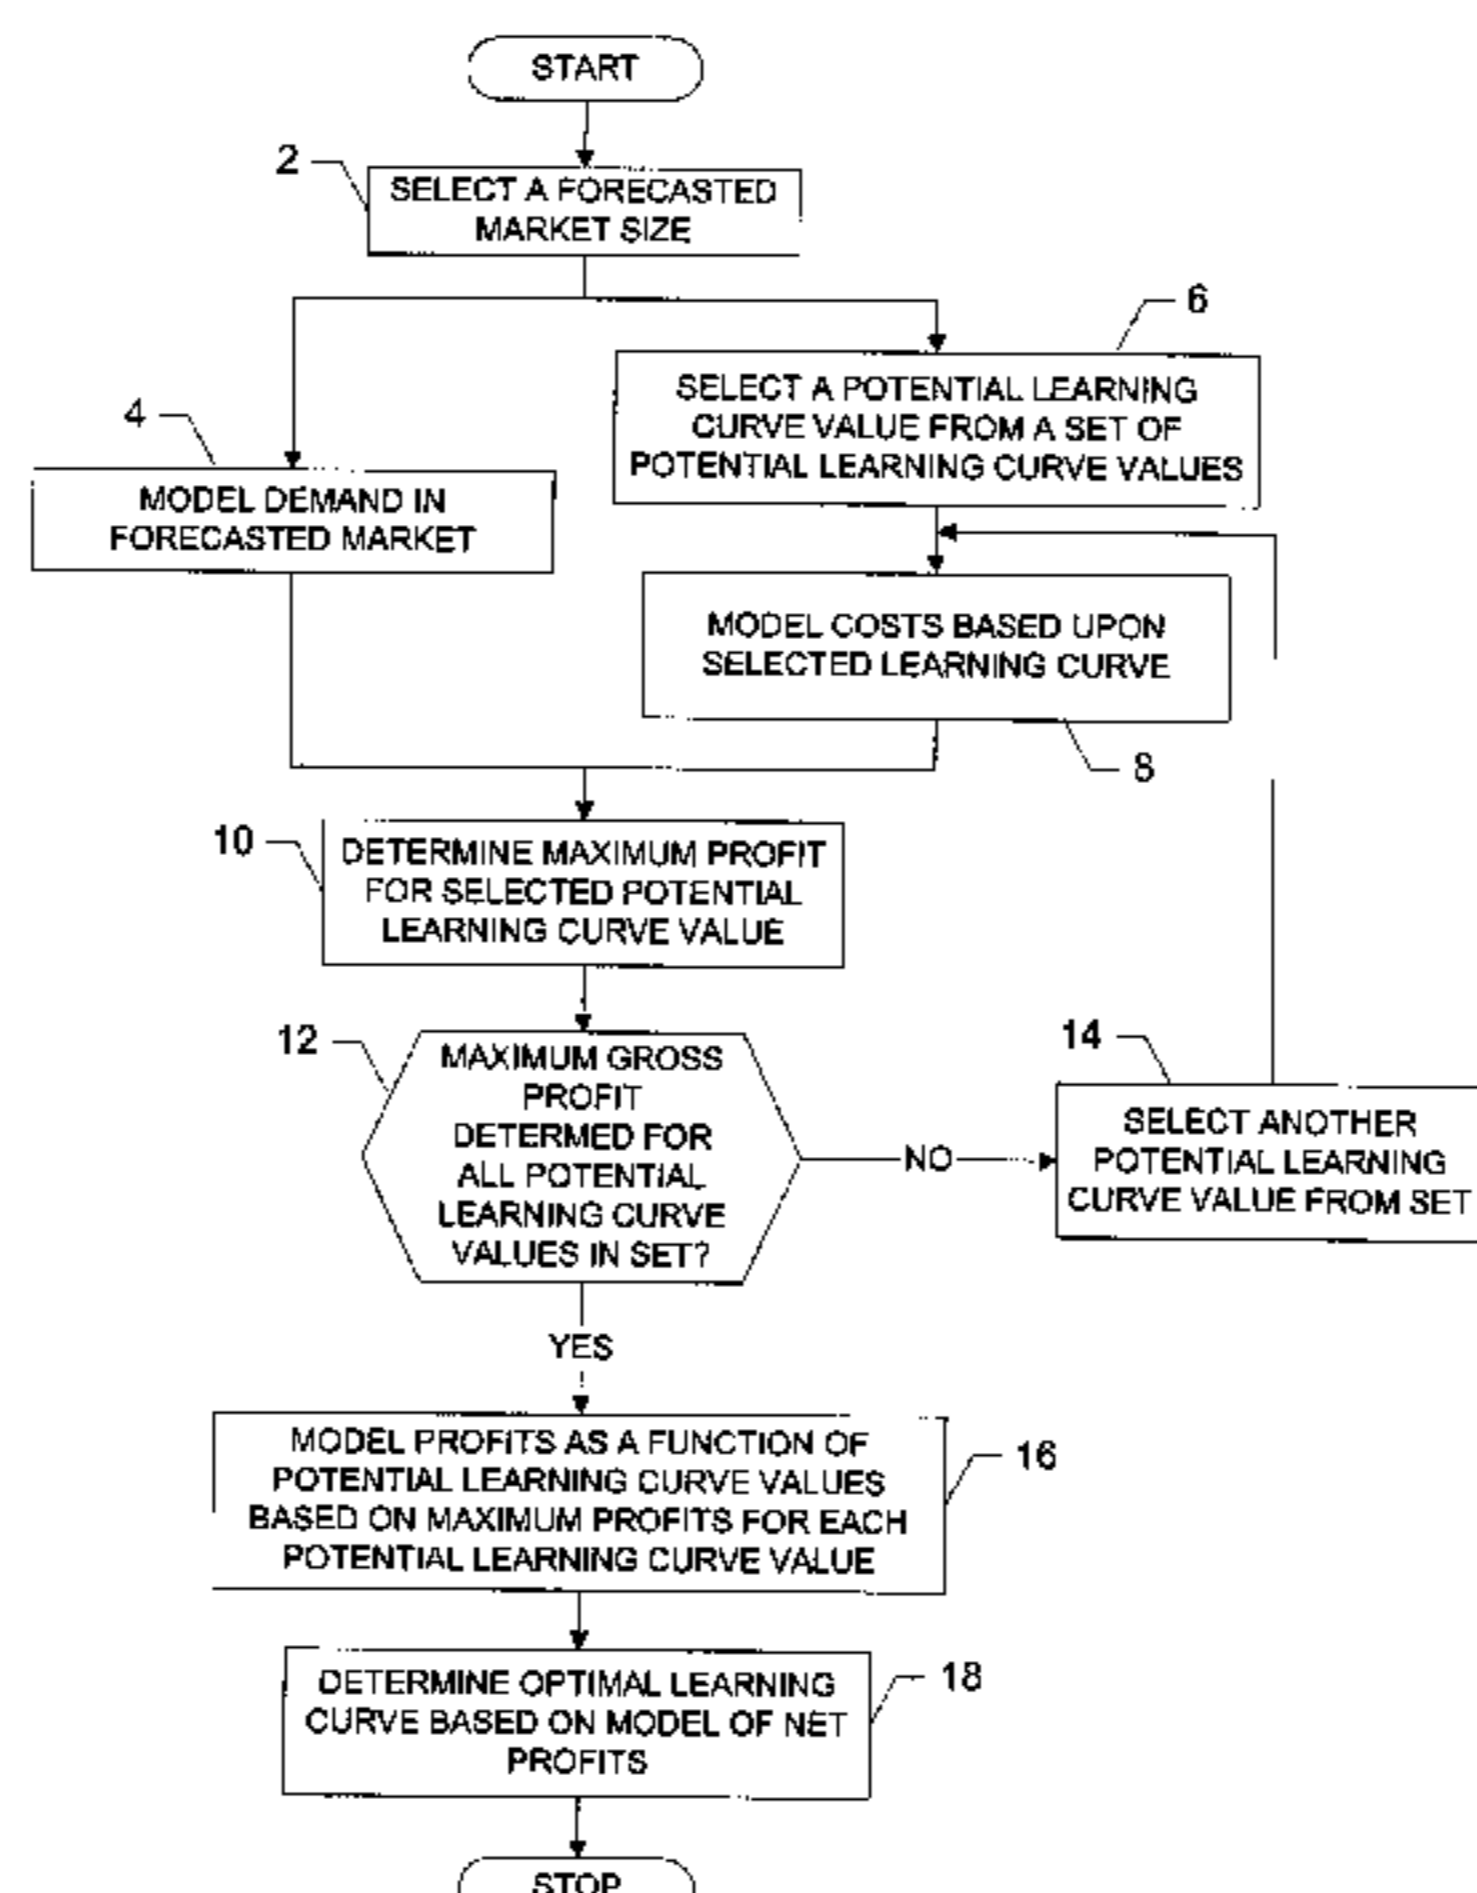 START
2
SELECT A FORECASTED
MARKET SIZE
6
SELECT A POTENTIAL LEARNING
CURVE VALUE FROM A SET OF
POTENTIAL LEARNING CURVE VALUES
4
MODEL DEMAND IN
FORECASTED MARKET
MODEL COSTS BASED UPON
SELECTED LEARNING CURVE
8
10
DETERMINE MAXIMUM PROFIT
FOR SELECTED POTENTIAL
LEARNING CURVE VALUE
12
MAXIMUM GROSS
PROFIT
DETERMED FOR
ALL POTENTIAL
LEARNING CURVE
VALUES IN SET?
NO
14
SELECT ANOTHER
POTENTIAL LEARNING
CURVE VALUE FROM SET
YES
MODEL PROFITS AS A FUNCTION OF
POTENTIAL LEARNING CURVE VALUES
BASED ON MAXIMUM PROFITS FOR EACH
POTENTIAL LEARNING CURVE VALUE
16
DETERMINE OPTIMAL LEARNING
CURVE BASED ON MODEL OF NET
PROFITS
18
STOP